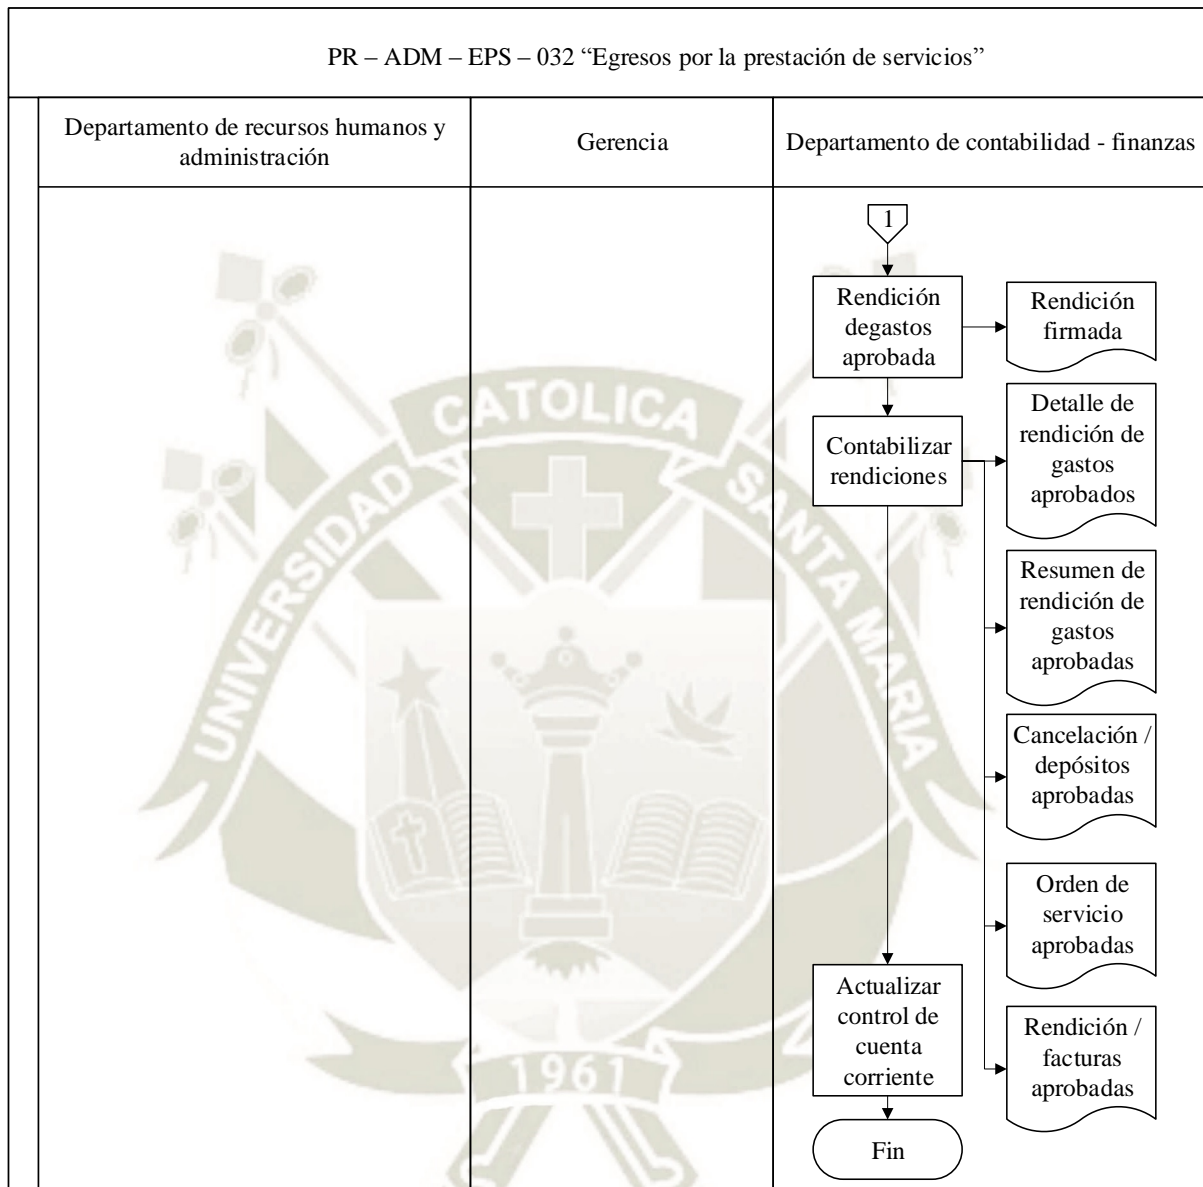 PR – ADM – EPS – 032 “Egresos por la prestación de servicios”
Departamento de recursos humanos y
administración
Gerencia
Departamento de contabilidad - finanzas
1
Rendición
degastos
aprobada
Rendición
firmada
Contabilizar
rendiciones
Detalle de
rendición de
gastos
aprobados
Resumen de
rendición de
gastos
aprobadas
Cancelación /
depósitos
aprobadas
Orden de
servicio
aprobadas
Actualizar
control de
cuenta
corriente
Rendición /
facturas
aprobadas
Fin
UNIVERSIDAD CATOLICA SANTA MARIA
1961